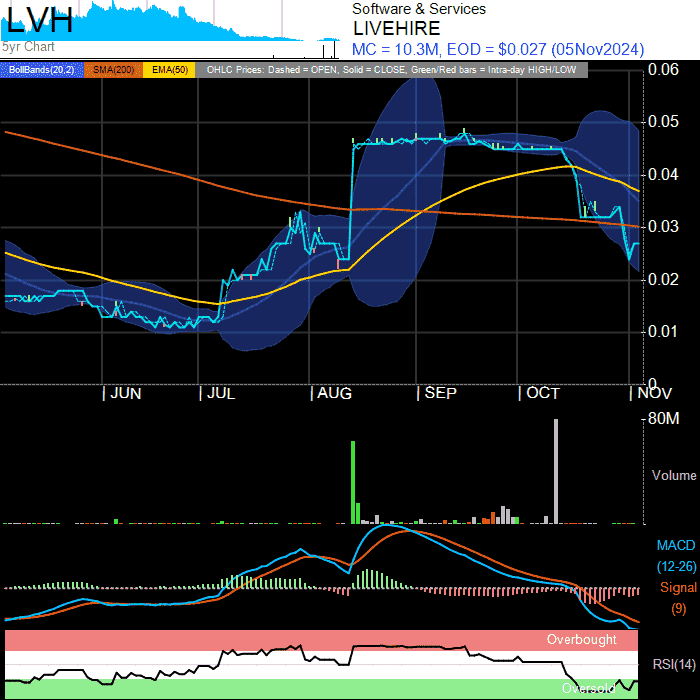 LVH
5yr Chart
Software & Services
LIVEHIRE
MC = 10.3M, EOD = $0.027 (05Nov2024)
BollBands(20,2) SMA(200) EMA(50) OHLC Prices: Dashed = OPEN, Solid = CLOSE, Green/Red bars = Intra-day HIGH/LOW
0.06
0.05
0.04
0.03
0.02
0.01
0
JUN JUL AUG SEP OCT NOV
80M
Volume
MACD
(12-26)
Signal
(9)
Overbought
RSI(14)
Oversold